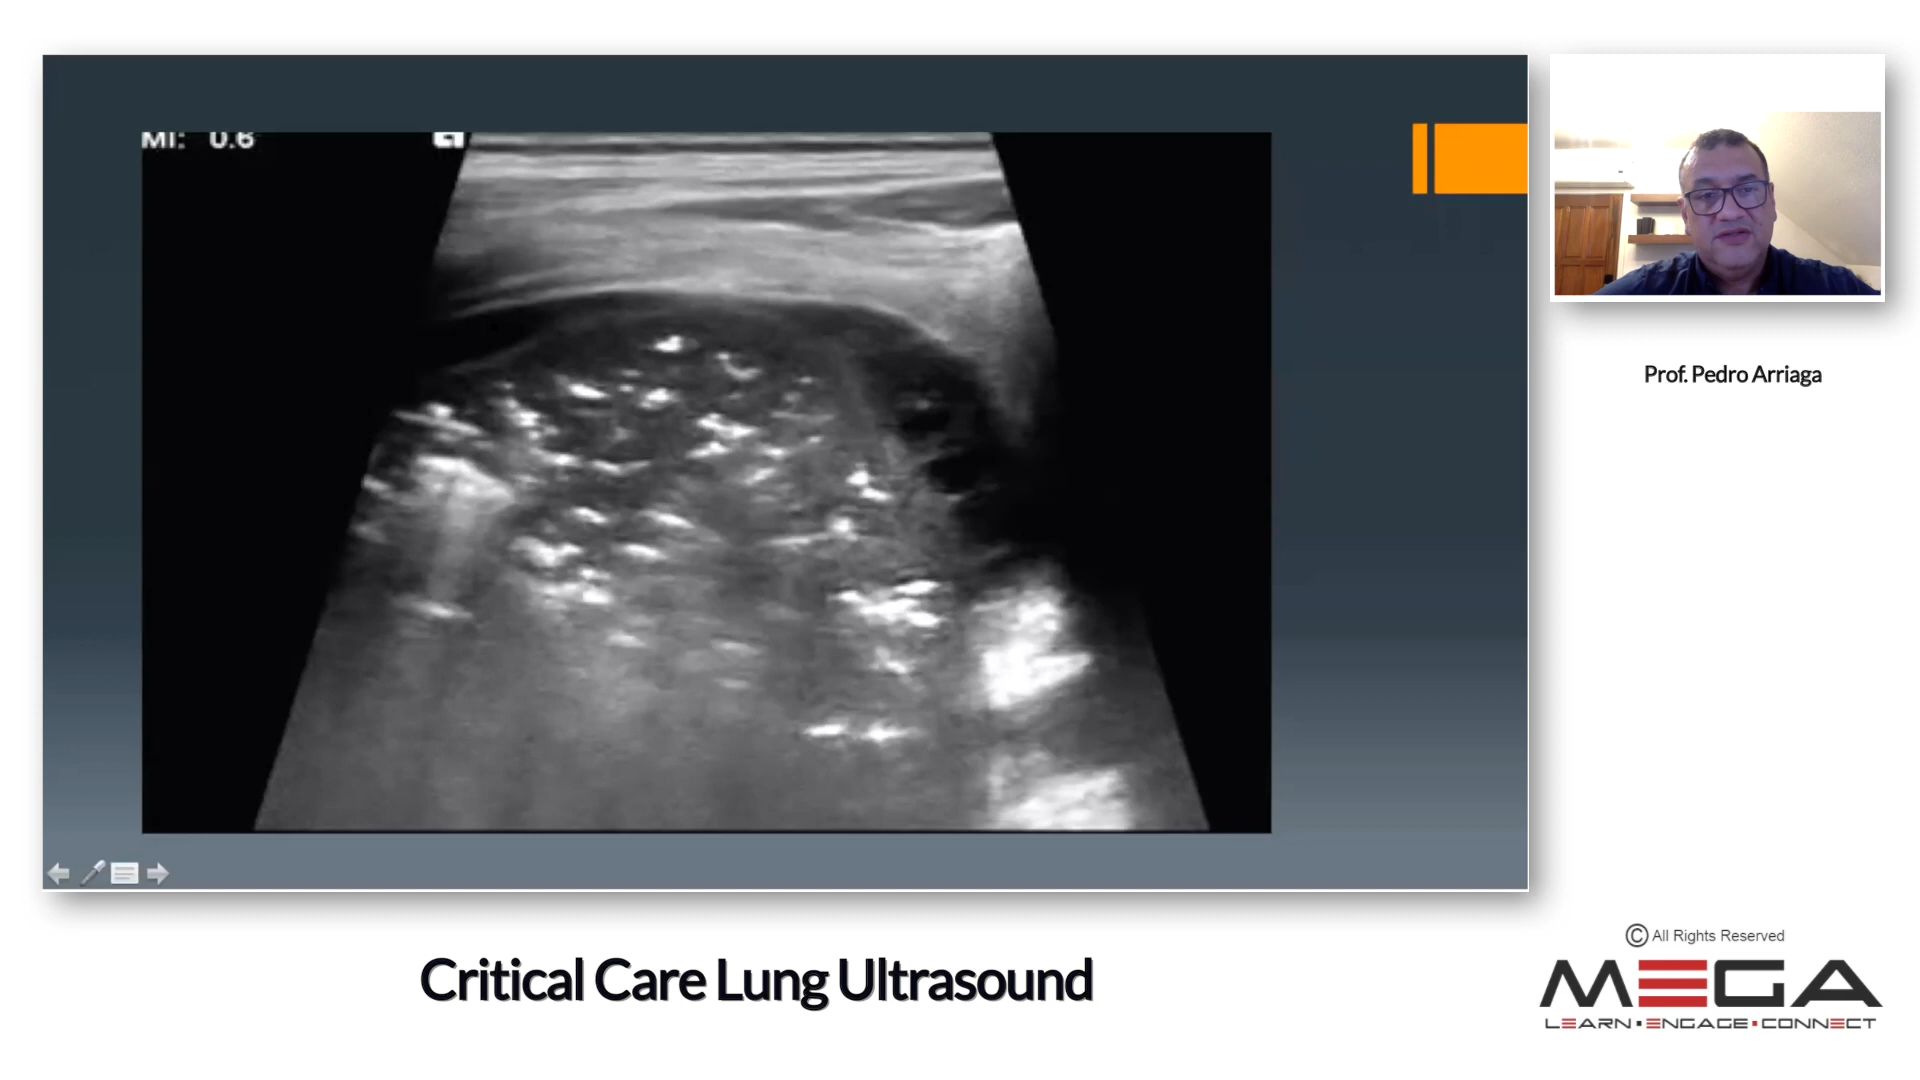 MI: 0.6
Prof. Pedro Arriaga
Critical Care Lung Ultrasound
© All Rights Reserved
MEGA
LEARN • ENGAGE • CONNECT